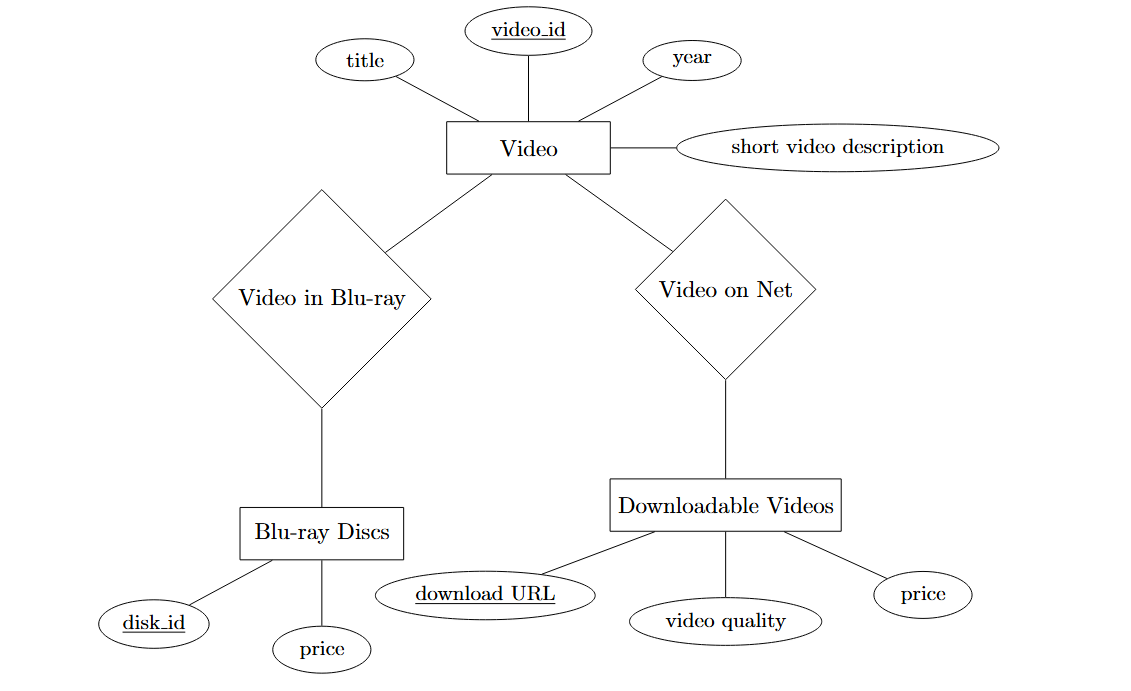 video_id
title
year
Video
short video description
Video in Blu-ray
Video on Net
Downloadable Videos
Blu-ray Discs
download URL
price
video quality
disk_id
price